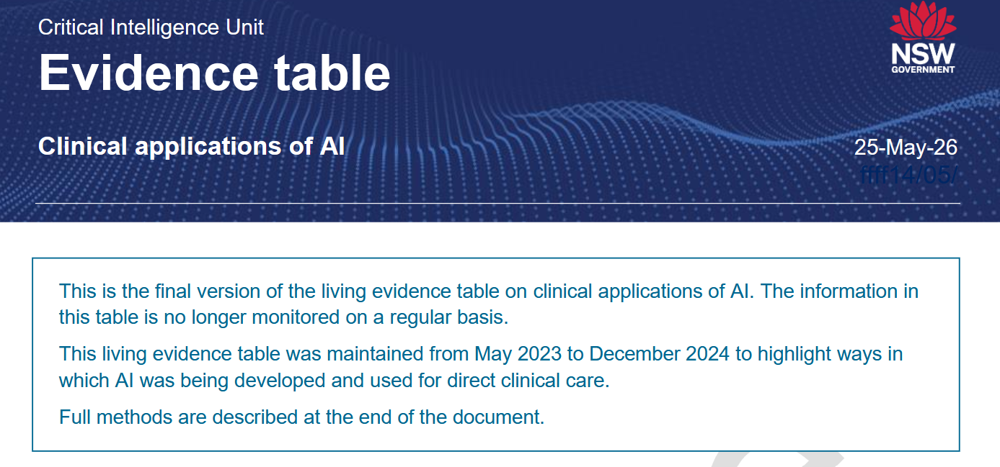 Critical Intelligence Unit
NSW
GOVERNMENT
Evidence table
Clinical applications of AI
25-May-26
ffff14/05/
This is the final version of the living evidence table on clinical applications of AI. The information in
this table is no longer monitored on a regular basis.
This living evidence table was maintained from May 2023 to December 2024 to highlight ways in
which AI was being developed and used for direct clinical care.
Full methods are described at the end of the document.